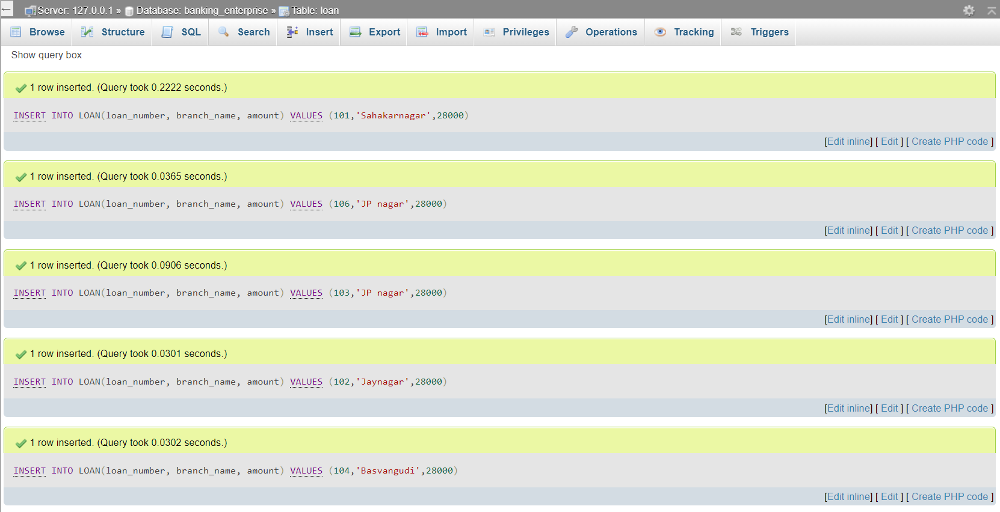 Server: 127.0.0.1 » Database: banking_enterprise » Table: loan
Browse Structure SQL Search Insert Export Import Privileges Operations Tracking Triggers
Show query box
1 row inserted. (Query took 0.2222 seconds.)
INSERT INTO LOAN(loan_number, branch_name, amount) VALUES (101,'Sahakarnagar',28000)
[Edit inline] [ Edit ] [ Create PHP code ]
1 row inserted. (Query took 0.0365 seconds.)
INSERT INTO LOAN(loan_number, branch_name, amount) VALUES (106,'JP nagar',28000)
[Edit inline] [ Edit ] [ Create PHP code ]
1 row inserted. (Query took 0.0906 seconds.)
INSERT INTO LOAN(loan_number, branch_name, amount) VALUES (103,'JP nagar',28000)
[Edit inline] [ Edit ] [ Create PHP code ]
1 row inserted. (Query took 0.0301 seconds.)
INSERT INTO LOAN(loan_number, branch_name, amount) VALUES (102,'Jaynagar',28000)
[Edit inline] [ Edit ] [ Create PHP code ]
1 row inserted. (Query took 0.0302 seconds.)
INSERT INTO LOAN(loan_number, branch_name, amount) VALUES (104,'Basvangudi',28000)
[Edit inline] [ Edit ] [ Create PHP code ]